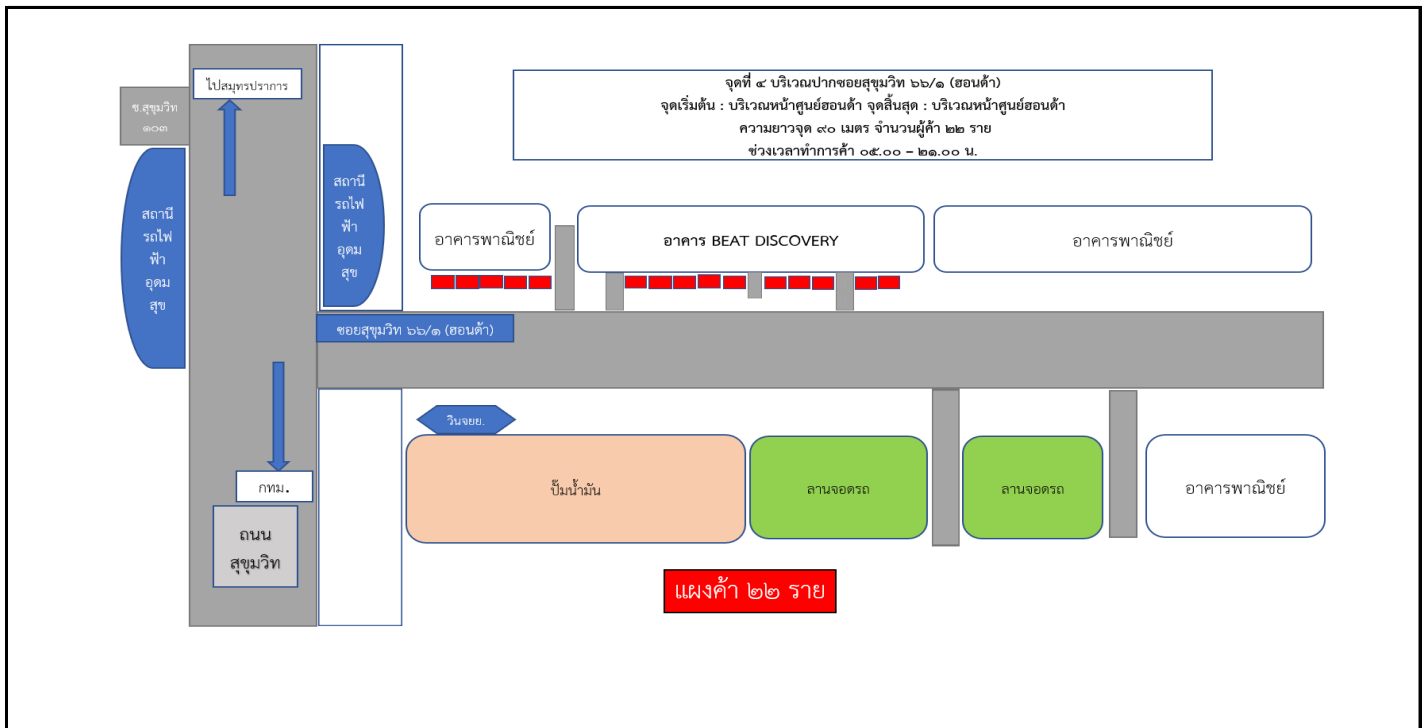 ไปสมุทรปราการ
ซ.สุขุมวิท
๑๐๓
จุดที่ ๔ บริเวณปากซอยสุขุมวิท ๖๖/๑ (ฮอนด้า)
จุดเริ่มต้น : บริเวณหน้าศูนย์ฮอนด้า จุดสิ้นสุด : บริเวณหน้าศูนย์ฮอนด้า
ความยาวจุด ๙๐ เมตร จำนวนผู้ค้า ๒๒ ราย
ช่วงเวลาทำการค้า ๐๕.๐๐ – ๒๑.๐๐ น.
สถานี
รถไฟ
ฟ้า
อุดม
สุข
สถานี
รถไฟ
ฟ้า
อุดม
สุข
อาคารพาณิชย์
อาคาร BEAT DISCOVERY
อาคารพาณิชย์
ซอยสุขุมวิท ๖๖/๑ (ฮอนด้า)
วินจยย.
กทม.
ถนน
สุขุมวิท
ปั๊มน้ำมัน
ลานจอดรถ
ลานจอดรถ
อาคารพาณิชย์
แผงค้า ๒๒ ราย